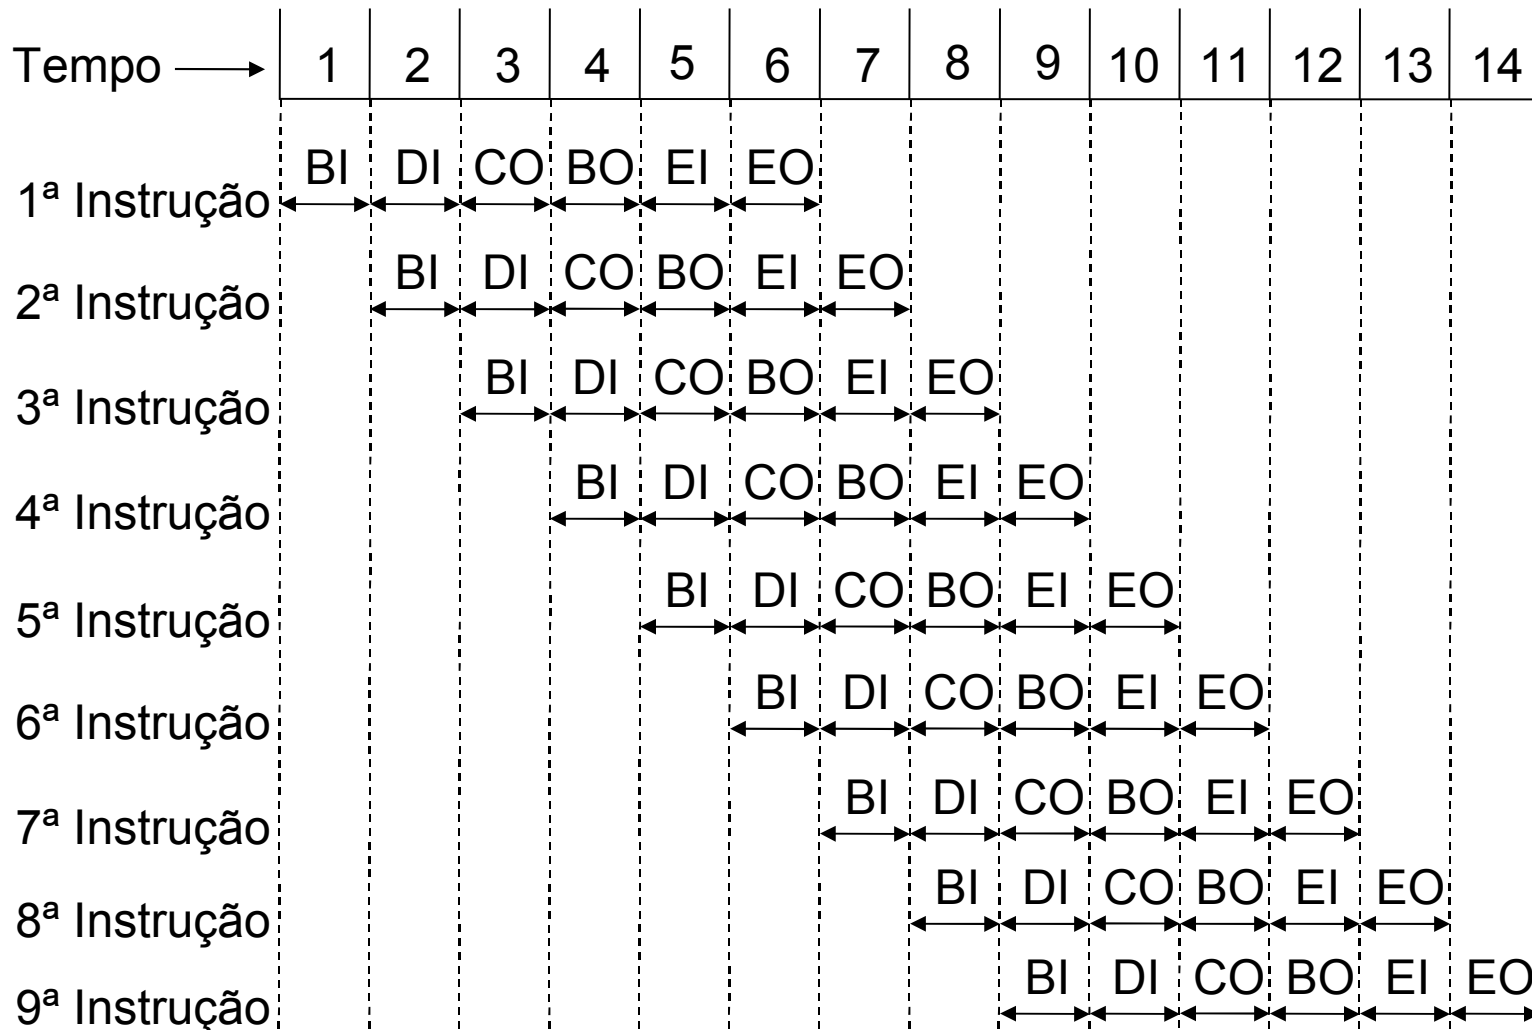 Tempo 1 2 3 4 5 6 7 8 9 10 11 12 13 14
1ª Instrução BI DI CO BO EI EO
2ª Instrução BI DI CO BO EI EO
3ª Instrução BI DI CO BO EI EO
4ª Instrução BI DI CO BO EI EO
5ª Instrução BI DI CO BO EI EO
6ª Instrução BI DI CO BO EI EO
7ª Instrução BI DI CO BO EI EO
8ª Instrução BI DI CO BO EI EO
9ª Instrução BI DI CO BO EI EO